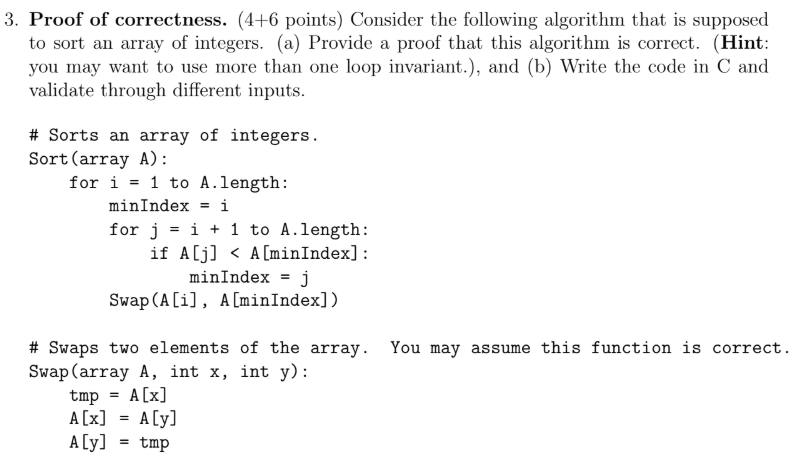 3. Proof of correctness. (4+6 points) Consider the following algorithm that is supposed
to sort an array of integers. (a) Provide a proof that this algorithm is correct. (Hint:
you may want to use more than one loop invariant.), and (b) Write the code in C and
validate through different inputs.
# Sorts an array of integers.
Sort(array A):
    for i = 1 to A.length:
        minIndex = i
        for j = i + 1 to A.length:
            if A[j] < A[minIndex]:
                minIndex = j
        Swap(A[i], A[minIndex])
# Swaps two elements of the array.  You may assume this function is correct.
Swap(array A, int x, int y):
    tmp = A[x]
    A[x] = A[y]
    A[y] = tmp